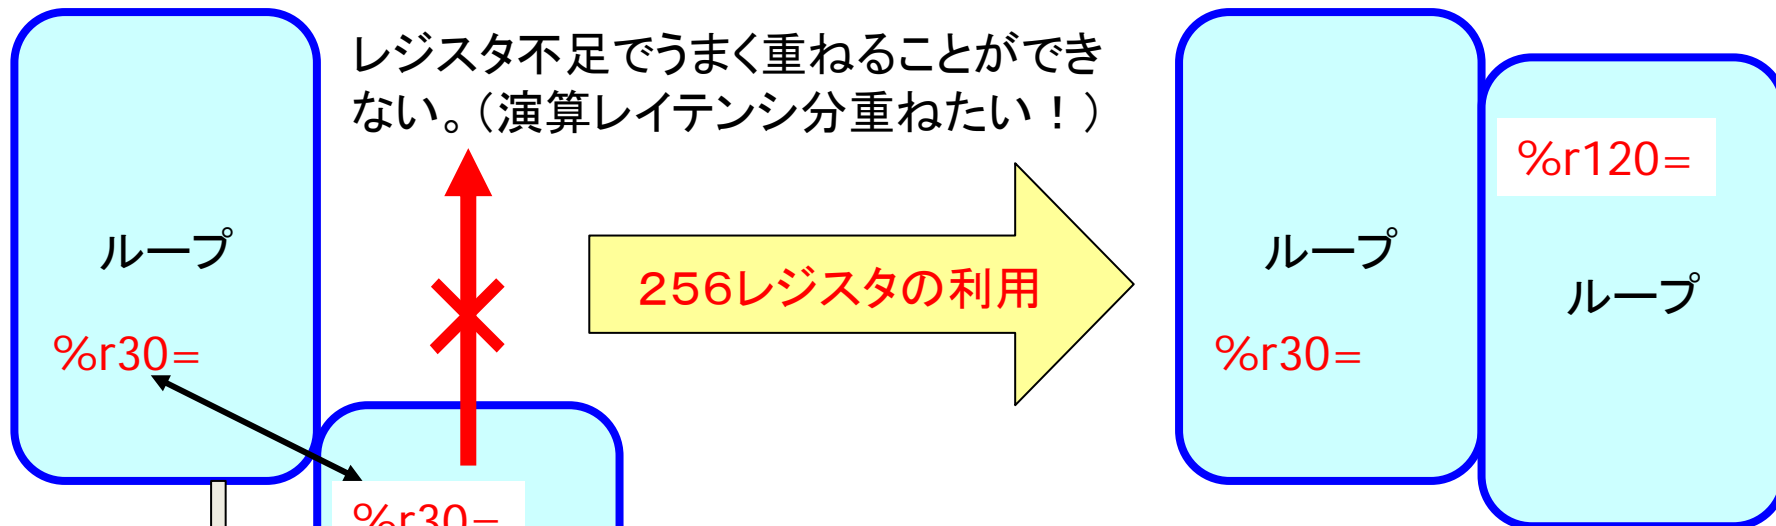 レジスタ不足でうまく重ねることができ
ない。（演算レイテンシ分重ねたい！）
ループ
%r30=
%r30=
256レジスタの利用
ループ
%r30=
%r120=
ループ